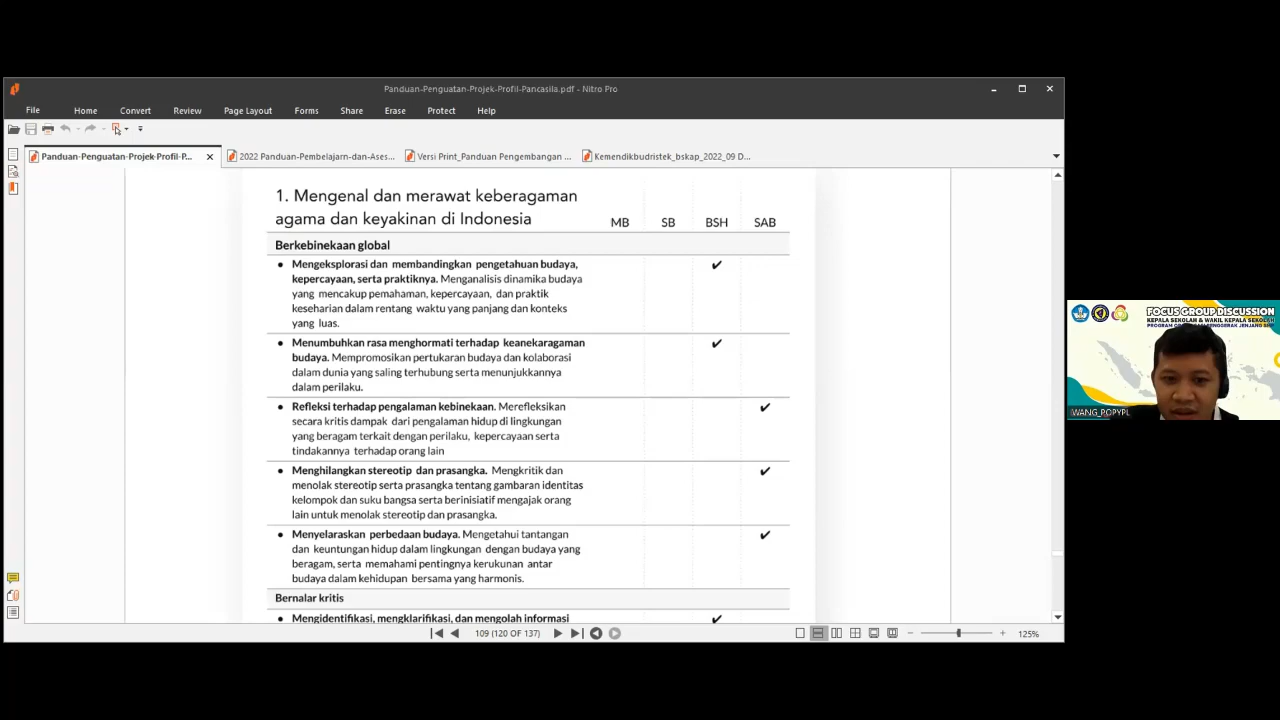 Panduan-Penguatan-Projek-Profil-Pancasila.pdf - Nitro Pro
File Home Convert Review Page Layout Forms Share Erase Protect Help
Panduan-Penguatan-Projek-Profil-P...
2022 Panduan-Pembelajarn-dan-Ases...
Versi Print_Panduan Pengembangan ...
Kemendikbudristek_bskap_2022_09 D...
1. Mengenal dan merawat keberagaman
agama dan keyakinan di Indonesia
MB SB BSH SAB
Berkebinekaan global
• Mengeksplorasi dan membandingkan pengetahuan budaya,
kepercayaan, serta praktiknya. Menganalisis dinamika budaya
yang mencakup pemahaman, kepercayaan, dan praktik
keseharian dalam rentang waktu yang panjang dan konteks
yang luas.
✔
• Menumbuhkan rasa menghormati terhadap keanekaragaman
budaya. Mempromosikan pertukaran budaya dan kolaborasi
dalam dunia yang saling terhubung serta menunjukkannya
dalam perilaku.
✔
• Refleksi terhadap pengalaman kebinekaan. Merefleksikan
secara kritis dampak dari pengalaman hidup di lingkungan
yang beragam terkait dengan perilaku, kepercayaan serta
tindakannya terhadap orang lain
✔
• Menghilangkan stereotip dan prasangka. Mengkritik dan
menolak stereotip serta prasangka tentang gambaran identitas
kelompok dan suku bangsa serta berinisiatif mengajak orang
lain untuk menolak stereotip dan prasangka.
✔
• Menyelaraskan perbedaan budaya. Mengetahui tantangan
dan keuntungan hidup dalam lingkungan dengan budaya yang
beragam, serta memahami pentingnya kerukunan antar
budaya dalam kehidupan bersama yang harmonis.
✔
Bernalar kritis
• Mengidentifikasi, mengklarifikasi, dan mengolah informasi
✔
109 (120 OF 137)
125%
FOCUS GROUP DISCUSSION
KEPALA SEKOLAH & WAKIL KEPALA SEKOLAH
PROGRAM
JENJANG
IWANG_POPYPL